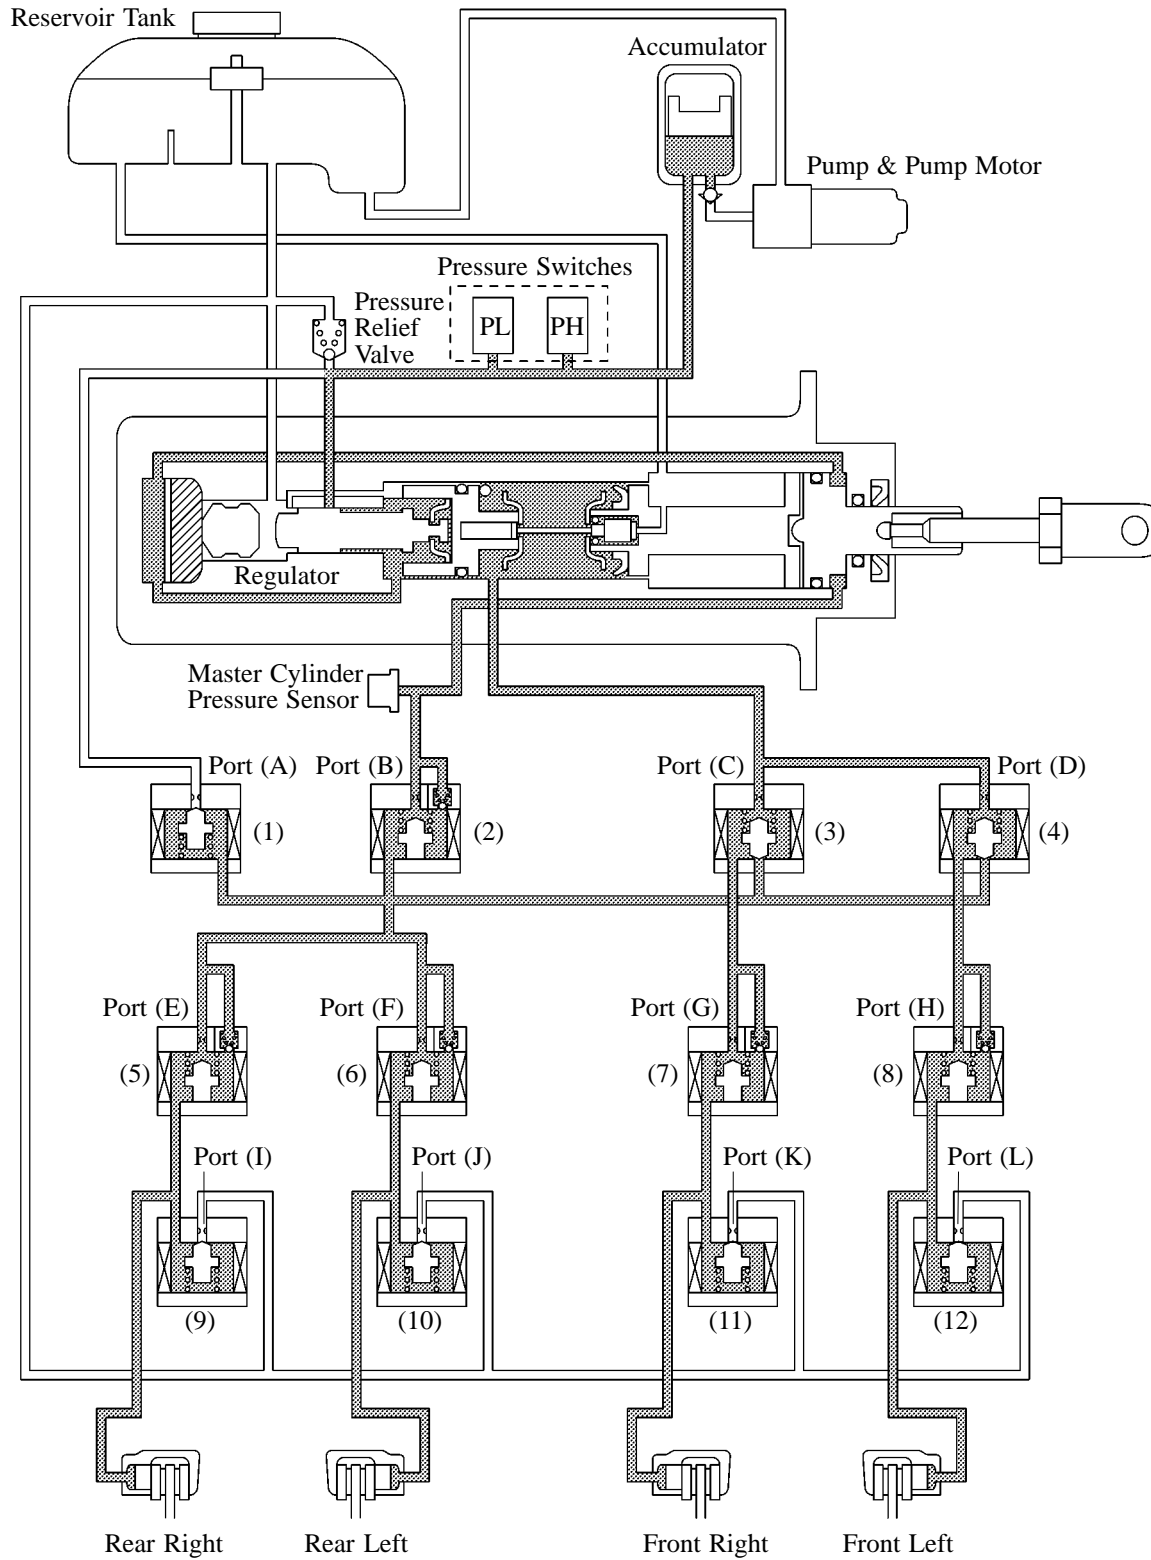 Reservoir Tank
Accumulator
Pump & Pump Motor
Pressure Switches
Pressure
Relief
Valve
PL
PH
Regulator
Master Cylinder
Pressure Sensor
Port (A)
Port (B)
Port (C)
Port (D)
(1)
(2)
(3)
(4)
Port (E)
Port (F)
Port (G)
Port (H)
(5)
(6)
(7)
(8)
Port (I)
Port (J)
Port (K)
Port (L)
(9)
(10)
(11)
(12)
Rear Right
Rear Left
Front Right
Front Left